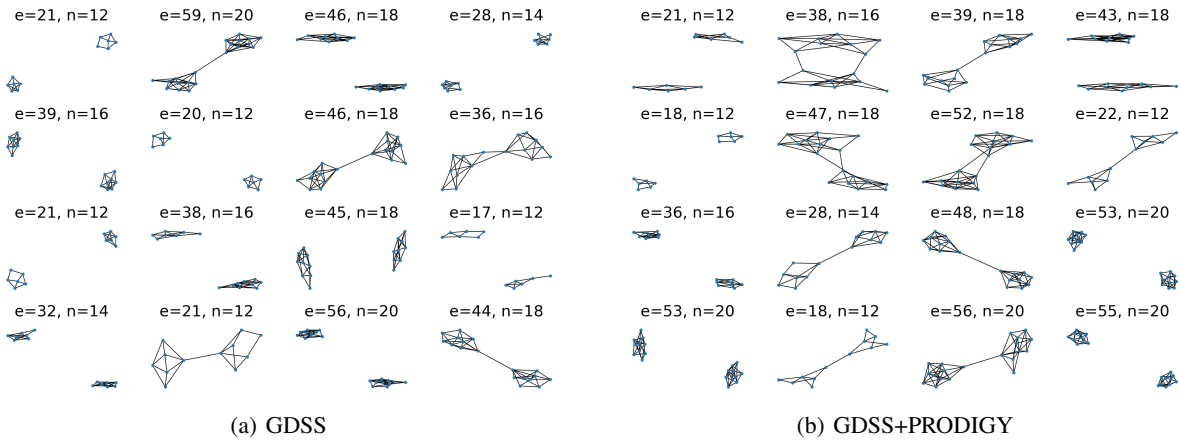 e=21, n=12 e=59, n=20 e=46, n=18 e=28, n=14
e=39, n=16 e=20, n=12 e=46, n=18 e=36, n=16
e=21, n=12 e=38, n=16 e=45, n=18 e=17, n=12
e=32, n=14 e=21, n=12 e=56, n=20 e=44, n=18
(a) GDSS
e=21, n=12 e=38, n=16 e=39, n=18 e=43, n=18
e=18, n=12 e=47, n=18 e=52, n=18 e=22, n=12
e=36, n=16 e=28, n=14 e=48, n=18 e=53, n=20
e=53, n=20 e=18, n=12 e=56, n=20 e=55, n=20
(b) GDSS+PRODIGY